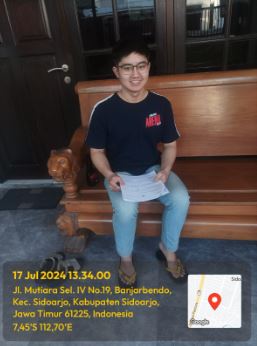 17 Jul 2024 13.34.00
Jl. Mutiara Sel. IV No.19, Banjarbendo,
Kec. Sidoarjo, Kabupaten Sidoarjo,
Jawa Timur 61225, Indonesia
7,45'S 112,70'E
Sido
Google